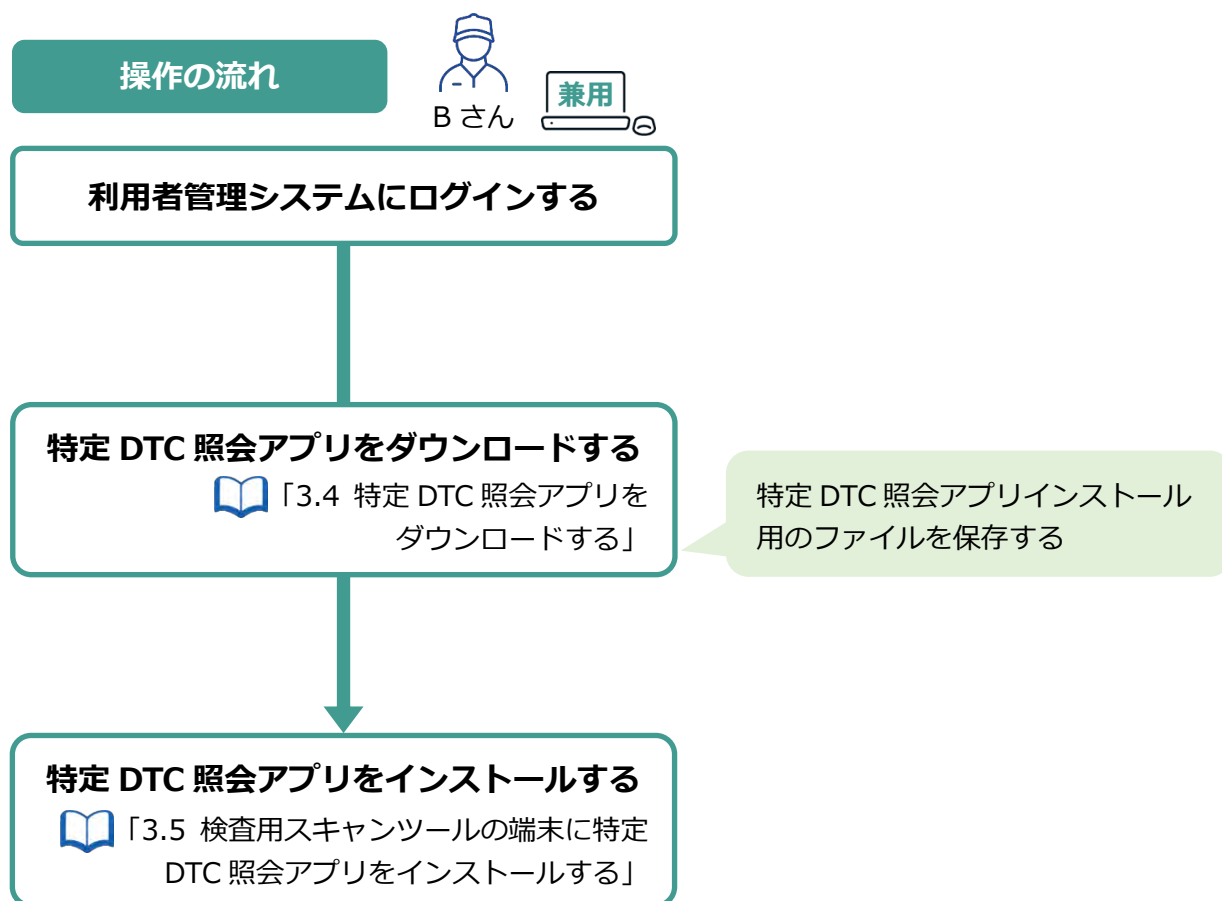 操作の流れ
B さん
兼用
利用者管理システムにログインする
特定 DTC 照会アプリをダウンロードする
「3.4 特定 DTC 照会アプリを
ダウンロードする」
特定 DTC 照会アプリインストール
用のファイルを保存する
特定 DTC 照会アプリをインストールする
「3.5 検査用スキャンツールの端末に特定
DTC 照会アプリをインストールする」